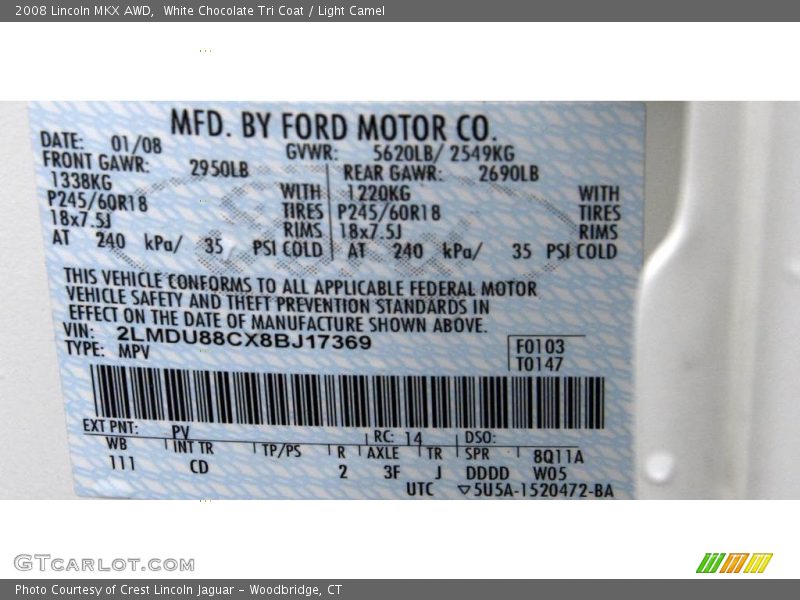 2008 Lincoln MKX AWD,  White Chocolate Tri Coat / Light Camel
MFD. BY FORD MOTOR CO.
DATE: 01/08 GVWR: 5620LB/ 2549KG
FRONT GAWR: 2950LB REAR GAWR: 2690LB
1338KG WITH 1220KG WITH
P245/60R18 TIRES P245/60R18 TIRES
18x7.5J RIMS 18x7.5J RIMS
AT 240 kPa/ 35 PSI COLD AT 240 kPa/ 35 PSI COLD
THIS VEHICLE CONFORMS TO ALL APPLICABLE FEDERAL MOTOR
VEHICLE SAFETY AND THEFT PREVENTION STANDARDS IN
EFFECT ON THE DATE OF MANUFACTURE SHOWN ABOVE.
VIN: 2LMDU88CX8BJ17369
TYPE: MPV
F0103
T0147
EXT PNT: PV RC: 14 DSO:
WB INT TR TP/PS R AXLE TR SPR 8Q11A
111 CD 2 3F J DDDD W05
UTC ▽5U5A-1520472-BA
GTCARLOT.COM
Photo Courtesy of Crest Lincoln Jaguar - Woodbridge, CT